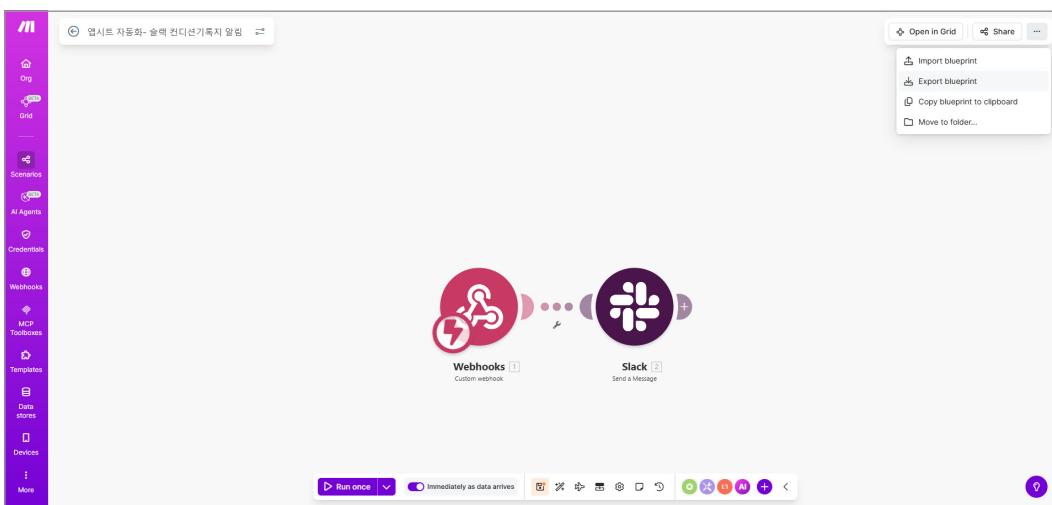 앱시트 자동화- 슬랙 컨디션기록지 알림
Open in Grid
Share
Import blueprint
Export blueprint
Copy blueprint to clipboard
Move to folder...
Org
BETA
Grid
Scenarios
BETA
AI Agents
Credentials
Webhooks
MCP
Toolboxes
Templates
Data
stores
Devices
More
Webhooks 1
Custom webhook
Slack 2
Send a Message
Run once
Immediately as data arrives
AI